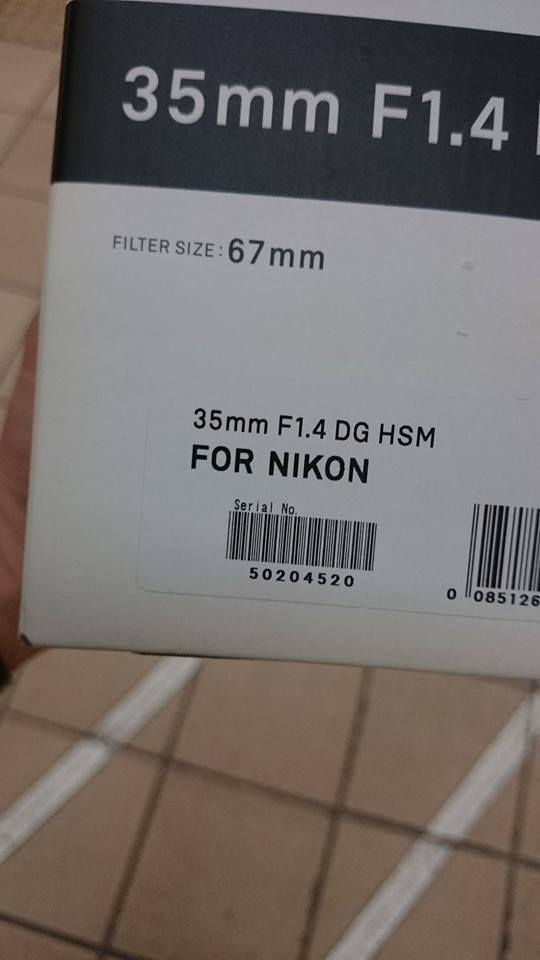 35mm F1.4
FILTER SIZE: 67mm
35mm F1.4 DG HSM
FOR NIKON
Serial No.
50204520
0 085126